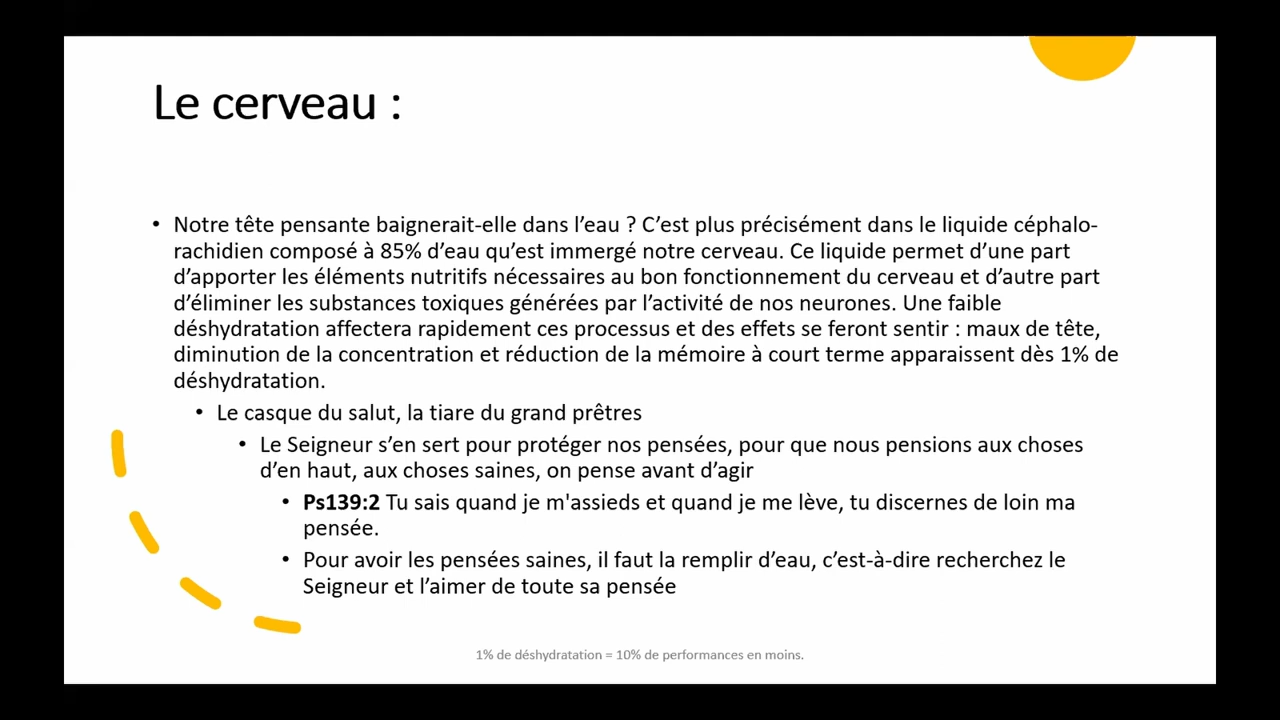 Le cerveau :
• Notre tête pensante baignerait-elle dans l’eau ? C’est plus précisément dans le liquide céphalo-
rachidien composé à 85% d’eau qu’est immergé notre cerveau. Ce liquide permet d’une part
d’apporter les éléments nutritifs nécessaires au bon fonctionnement du cerveau et d’autre part
d’éliminer les substances toxiques générées par l’activité de nos neurones. Une faible
déshydratation affectera rapidement ces processus et des effets se feront sentir : maux de tête,
diminution de la concentration et réduction de la mémoire à court terme apparaissent dès 1% de
déshydratation.
• Le casque du salut, la tiare du grand prêtres
• Le Seigneur s’en sert pour protéger nos pensées, pour que nous pensions aux choses
d’en haut, aux choses saines, on pense avant d’agir
• Ps139:2 Tu sais quand je m'assieds et quand je me lève, tu discernes de loin ma
pensée.
• Pour avoir les pensées saines, il faut la remplir d’eau, c’est-à-dire recherchez le
Seigneur et l’aimer de toute sa pensée
1% de déshydratation = 10% de performances en moins.